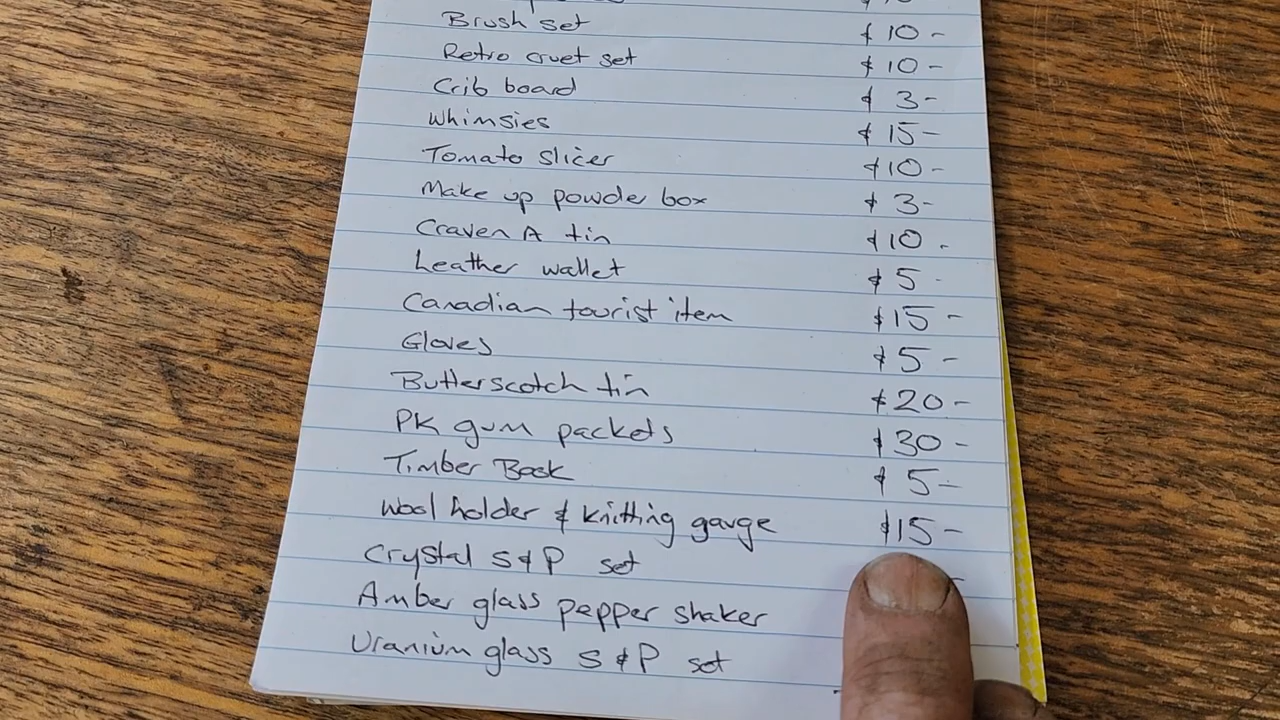 Brush set $10-
Retro cruet set $10-
Crib board $3-
Whimsies $15-
Tomato slicer $10-
Make up powder box $3-
Craven A tin $10-
Leather wallet $5-
Canadian tourist item $15-
Gloves $5-
Butterscotch tin $20-
PK gum packets $30-
Timber Book $5-
Wool holder & knitting gauge $15-
Crystal S&P set
Amber glass pepper shaker
Uranium glass S&P set